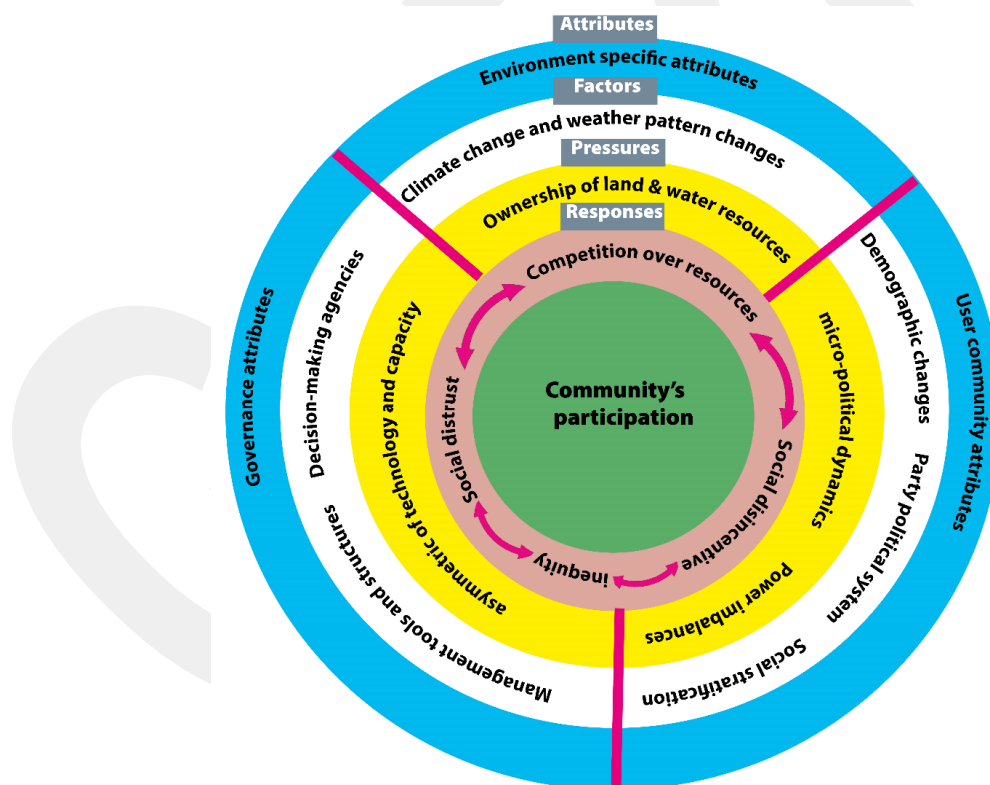 Attributes
Environment specific attributes
Factors
Climate change and weather pattern changes
Pressures
Ownership of land & water resources
Responses
Competition over resources
Community's
participation
Governance attributes
Decision-making agencies
Management tools and structures
asymmetric of technology and capacity
Social distrust
inequity
Social disincentive
micro-political dynamics
Power imbalances
Demographic changes
Party political system
Social stratification
User community attributes